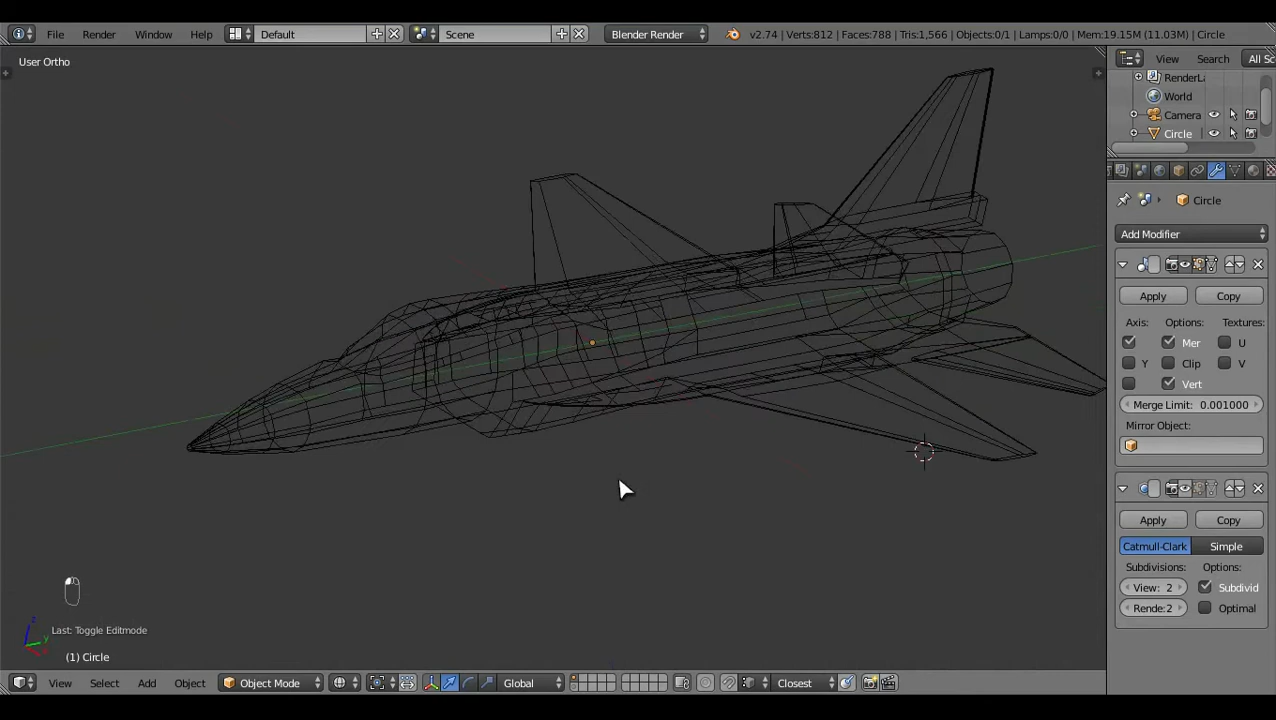 File Render Window Help Default Scene Blender Render v2.74 | Verts:812 | Faces:788 | Tris:1,566 | Objects:0/1 | Lamps:0/0 | Mem:19.15M (11.03M) | Circle
User Ortho
View Search All Sc
RenderLa
World
Camera
Circle
Circle
Add Modifier
Apply Copy
Axis: Options: Textures:
Mer U
Y Clip V
Vert
Merge Limit: 0.001000
Mirror Object:
Apply Copy
Catmull-Clark Simple
Subdivisions: Options:
View: 2 Subdivid
Rende:2 Optimal
Last: Toggle Editmode
(1) Circle
z
y
View Select Add Object Object Mode Global Closest